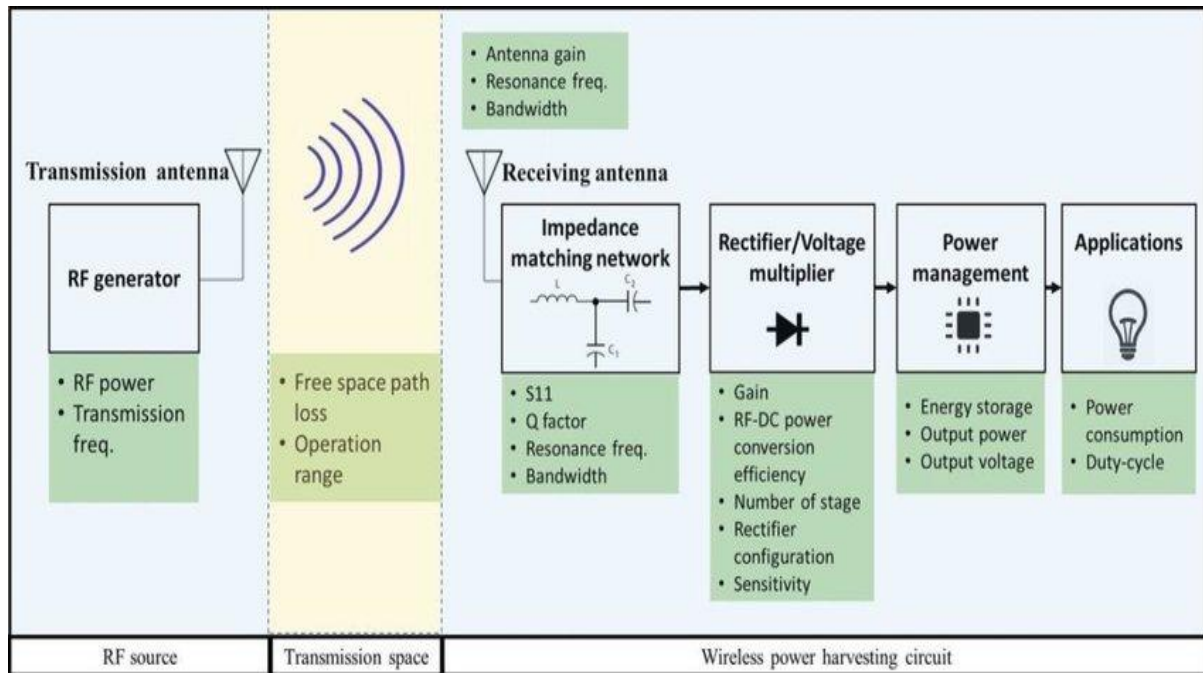 Transmission antenna
RF generator
• RF power
• Transmission
freq.
• Free space path
loss
• Operation
range
• Antenna gain
• Resonance freq.
• Bandwidth
Receiving antenna
Impedance
matching network
L
C2
C1
• S11
• Q factor
• Resonance freq.
• Bandwidth
Rectifier/Voltage
multiplier
• Gain
• RF-DC power
conversion
efficiency
• Number of stage
• Rectifier
configuration
• Sensitivity
Power
management
• Energy storage
• Output power
• Output voltage
Applications
• Power
consumption
• Duty-cycle
RF source
Transmission space
Wireless power harvesting circuit